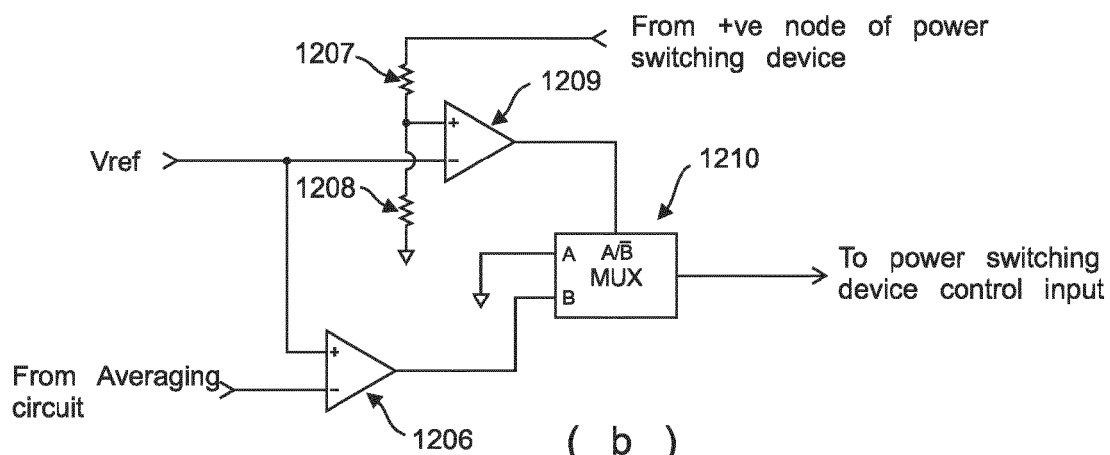 From +ve node of power
switching device
1207
1209
+
−
Vref
1208
1210
A
A/B̅
MUX
B
To power switching
device control input
+
−
From Averaging
circuit
1206
( b )